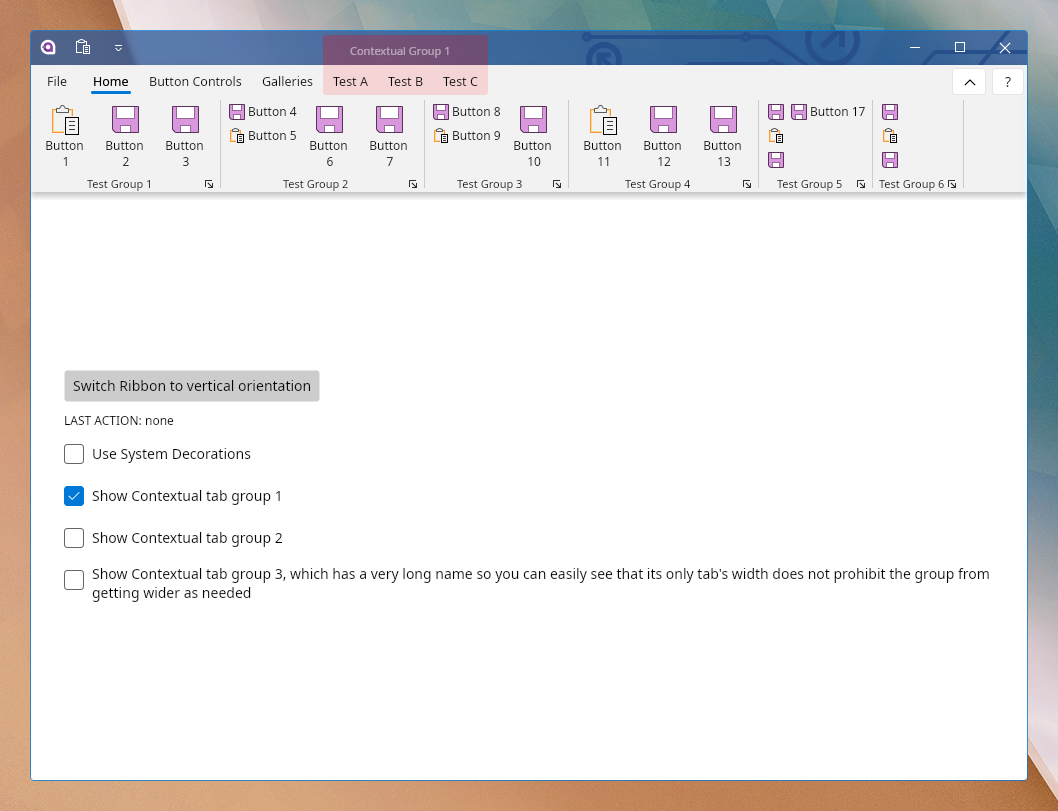 Contextual Group 1
File Home Button Controls Galleries Test A Test B Test C ?
Button 1
Button 2
Button 3
Test Group 1
Button 4
Button 5
Button 6
Button 7
Test Group 2
Button 8
Button 9
Button 10
Test Group 3
Button 11
Button 12
Button 13
Test Group 4
Button 17
Test Group 5
Test Group 6
Switch Ribbon to vertical orientation
LAST ACTION: none
Use System Decorations
Show Contextual tab group 1
Show Contextual tab group 2
Show Contextual tab group 3, which has a very long name so you can easily see that its only tab's width does not prohibit the group from
getting wider as needed